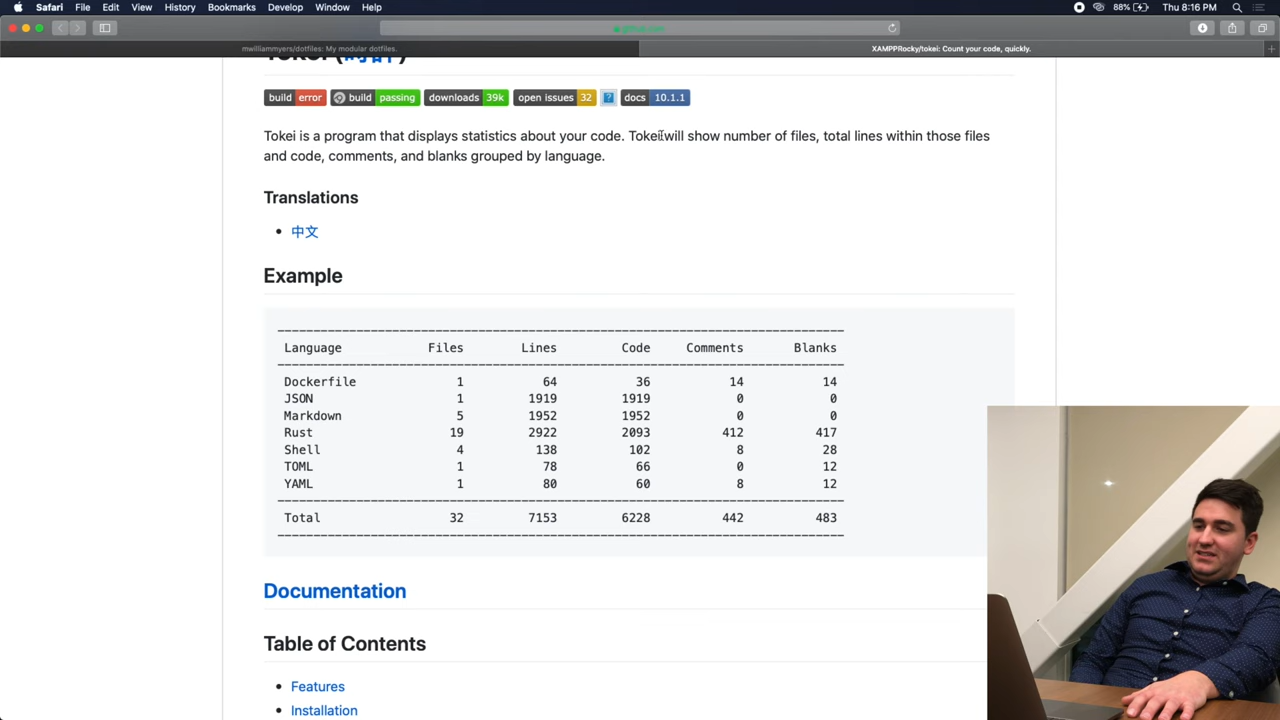 Safari File Edit View History Bookmarks Develop Window Help 88% Thu 8:16 PM
github.com
mwilliammyers/dotfiles: My modular dotfiles. XAMPPRocky/tokei: Count your code, quickly.
build error build passing downloads 39k open issues 32 ? docs 10.1.1
Tokei is a program that displays statistics about your code. Tokei will show number of files, total lines within those files
and code, comments, and blanks grouped by language.
Translations
中文
Example
Language Files Lines Code Comments Blanks
Dockerfile 1 64 36 14 14
JSON 1 1919 1919 0 0
Markdown 5 1952 1952 0 0
Rust 19 2922 2093 412 417
Shell 4 138 102 8 28
TOML 1 78 66 0 12
YAML 1 80 60 8 12
Total 32 7153 6228 442 483
Documentation
Table of Contents
Features
Installation